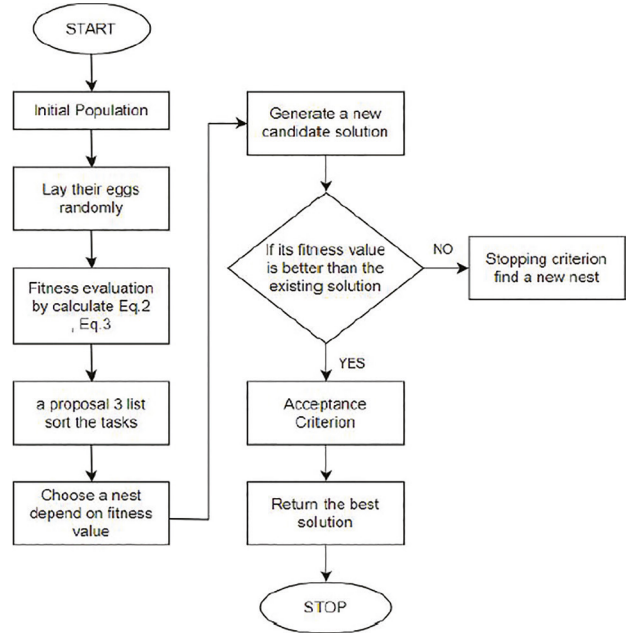 START
Initial Population
Lay their eggs
randomly
Fitness evaluation
by calculate Eq.2
, Eq.3
a proposal 3 list
sort the tasks
Choose a nest
depend on fitness
value
Generate a new
candidate solution
If its fitness value
is better than the
existing solution
NO
Stopping criterion
find a new nest
YES
Acceptance
Criterion
Return the best
solution
STOP